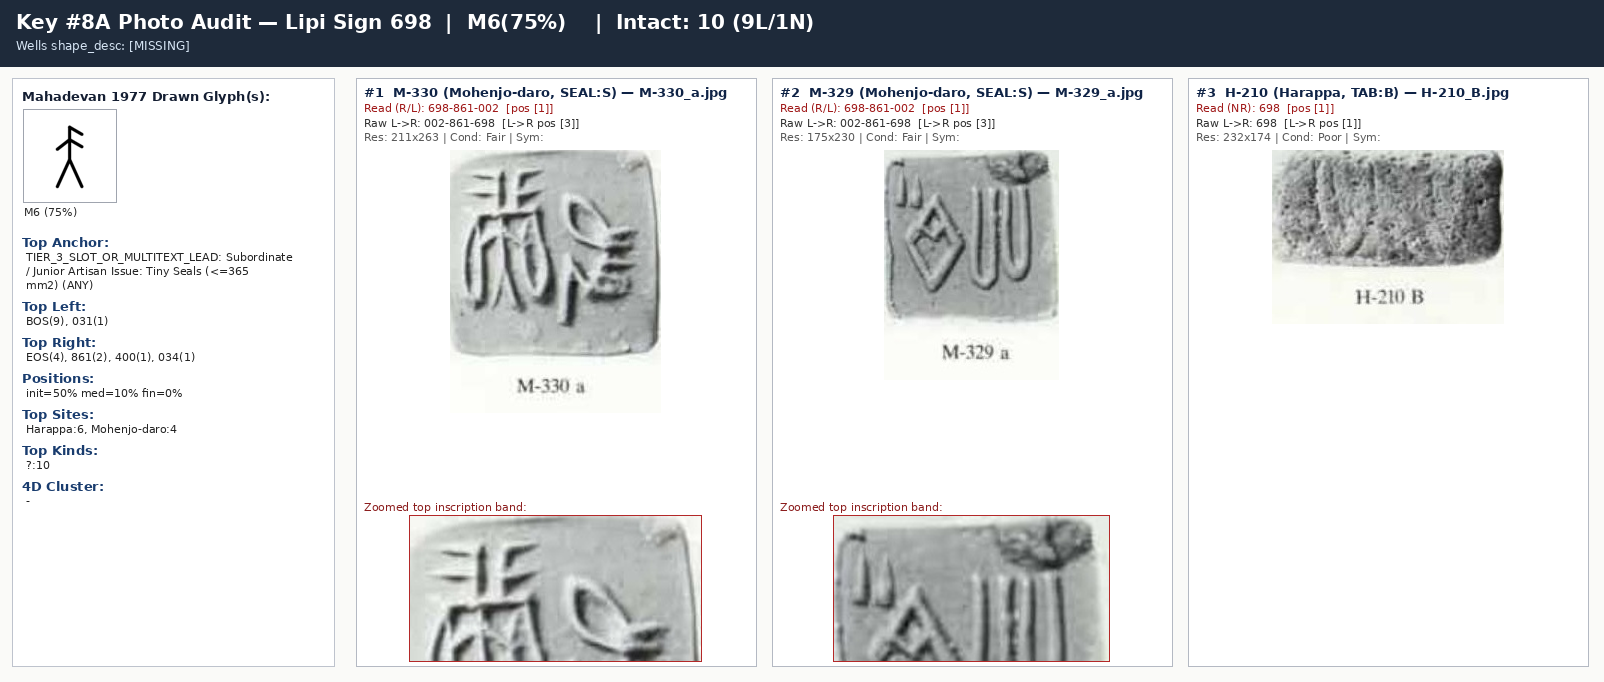 Key #8A Photo Audit — Lipi Sign 698 | M6(75%) | Intact: 10 (9L/1N)
Wells shape_desc: [MISSING]
Mahadevan 1977 Drawn Glyph(s):
M6 (75%)
Top Anchor:
TIER_3_SLOT_OR_MULTITEXT_LEAD: Subordinate
/ Junior Artisan Issue: Tiny Seals (<=365
mm2) (ANY)
Top Left:
BOS(9), 031(1)
Top Right:
EOS(4), 861(2), 400(1), 034(1)
Positions:
init=50% med=10% fin=0%
Top Sites:
Harappa:6, Mohenjo-daro:4
Top Kinds:
?:10
4D Cluster:
-
#1 M-330 (Mohenjo-daro, SEAL:S) — M-330_a.jpg
Read (R/L): 698-861-002 [pos [1]]
Raw L->R: 002-861-698 [L->R pos [3]]
Res: 211x263 | Cond: Fair | Sym:
M-330 a
Zoomed top inscription band:
#2 M-329 (Mohenjo-daro, SEAL:S) — M-329_a.jpg
Read (R/L): 698-861-002 [pos [1]]
Raw L->R: 002-861-698 [L->R pos [3]]
Res: 175x230 | Cond: Fair | Sym:
M-329 a
Zoomed top inscription band:
#3 H-210 (Harappa, TAB:B) — H-210_B.jpg
Read (NR): 698 [pos [1]]
Raw L->R: 698 [L->R pos [1]]
Res: 232x174 | Cond: Poor | Sym:
H-210 B